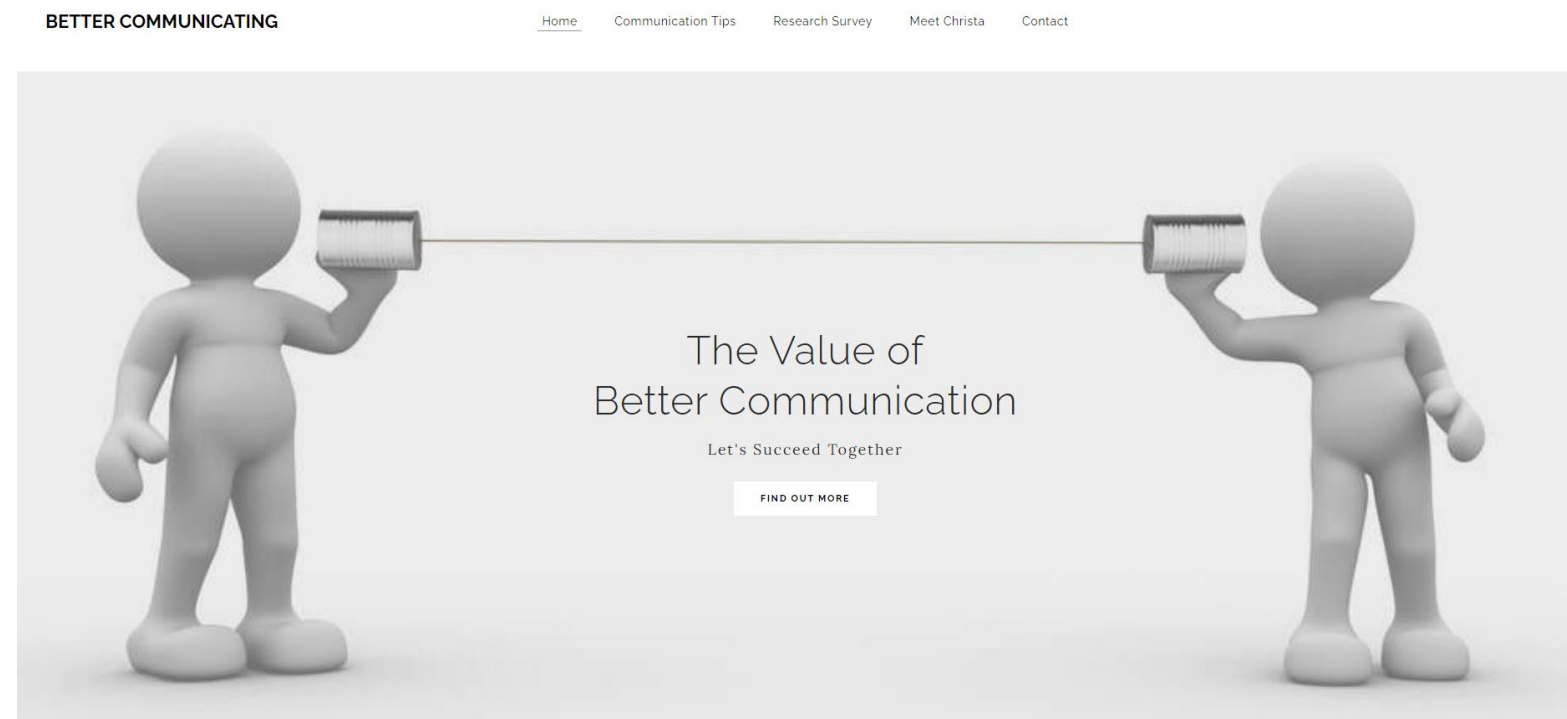 BETTER COMMUNICATING
Home Communication Tips Research Survey Meet Christa Contact
The Value of
Better Communication
Let's Succeed Together
FIND OUT MORE